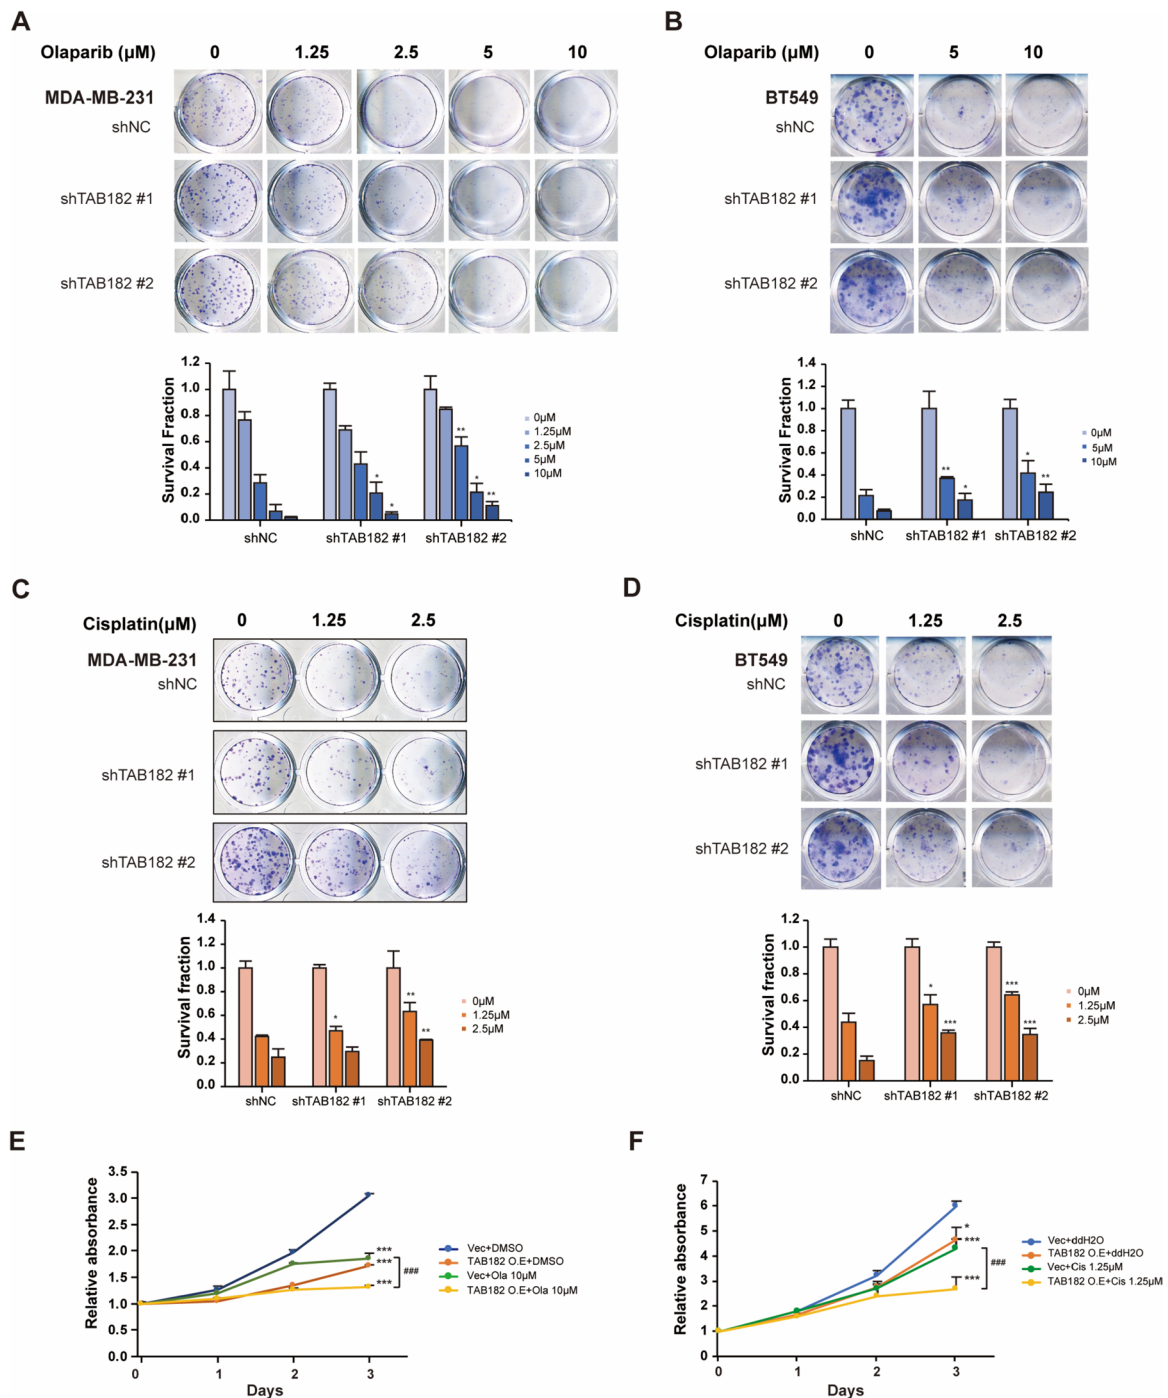 A
Olaparib (μM) 0 1.25 2.5 5 10
MDA-MB-231
shNC
shTAB182 #1
shTAB182 #2
Survival Fraction
1.2
1.0
0.8
0.6
0.4
0.2
0.0
** * * * **
shNC shTAB182 #1 shTAB182 #2
0μM
1.25μM
2.5μM
5μM
10μM
B
Olaparib (μM) 0 5 10
BT549
shNC
shTAB182 #1
shTAB182 #2
Survival Fraction
1.4
1.2
1.0
0.8
0.6
0.4
0.2
0
** * * **
shNC shTAB182 #1 shTAB182 #2
0μM
5μM
10μM
C
Cisplatin(μM) 0 1.25 2.5
MDA-MB-231
shNC
shTAB182 #1
shTAB182 #2
Survival fraction
1.4
1.2
1.0
0.8
0.6
0.4
0.2
0.0
* ** **
shNC shTAB182 #1 shTAB182 #2
0μM
1.25μM
2.5μM
D
Cisplatin(μM) 0 1.25 2.5
BT549
shNC
shTAB182 #1
shTAB182 #2
Survival fraction
1.2
1.0
0.8
0.6
0.4
0.2
0.0
* *** *** ***
shNC shTAB182 #1 shTAB182 #2
0μM
1.25μM
2.5μM
E
Relative absorbance
3.5
3.0
2.5
2.0
1.5
1.0
0.5
0.0
0 1 2 3
Days
***
***
***
###
Vec+DMSO
TAB182 O.E+DMSO
Vec+Ola 10μM
TAB182 O.E+Ola 10μM
F
Relative absorbance
7
6
5
4
3
2
1
0
0 1 2 3
Days
*
***
***
###
Vec+ddH2O
TAB182 O.E+ddH2O
Vec+Cis 1.25μM
TAB182 O.E+Cis 1.25μM